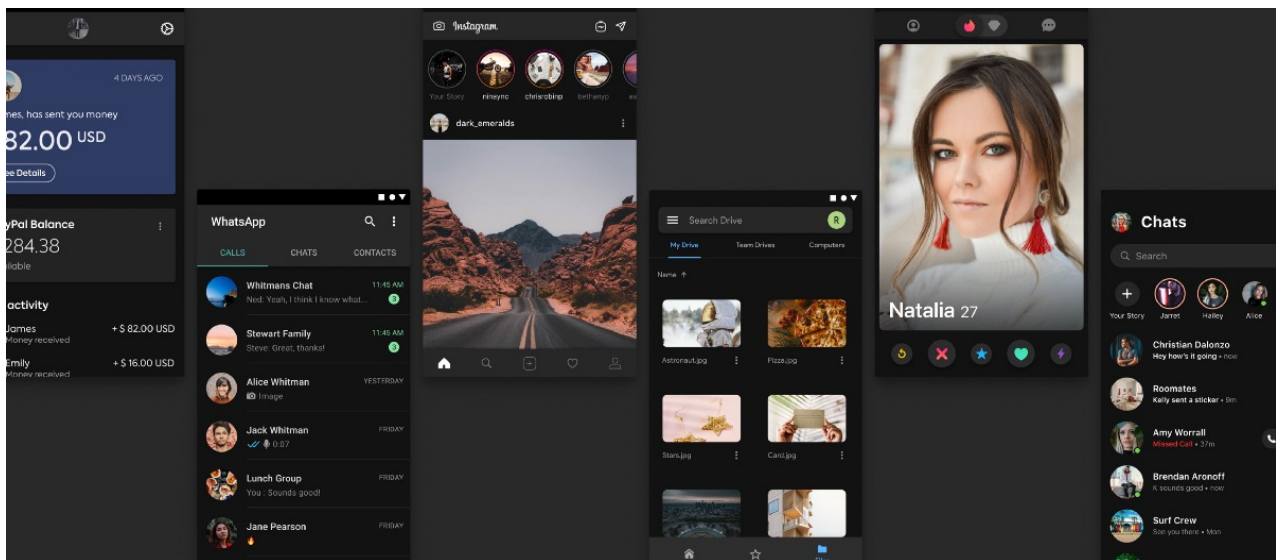 4 DAYS AGO
mes, has sent you money
82.00 USD
ee Details
yPal Balance
284.38
ilable
activity
James
+ $ 82.00 USD
Money received
Emily
+ $ 16.00 USD
Money received
WhatsApp
CALLS CHATS CONTACTS
Whitmans Chat 11:45 AM
Ned: Yeah, I think I know what... 3
Stewart Family 11:45 AM
Steve: Great, thanks! 3
Alice Whitman YESTERDAY
Image
Jack Whitman FRIDAY
0:07
Lunch Group FRIDAY
You : Sounds good!
Jane Pearson FRIDAY
Instagram
Your Story ninsync chrisrobinp bethanyp
dark_emeralds
Search Drive R
My Drive Team Drives Computers
Name
Astronaut.jpg Pizza.jpg
Stars.jpg Card.jpg
Natalia 27
Chats
Search
Your Story Jarret Hailey Alice
Christian Dalonzo
Hey how's it going • now
Roomates
Kelly sent a sticker • 9m
Amy Worrall
Missed Call • 37m
Brendan Aronoff
K sounds good • now
Surf Crew
See you there • Mon